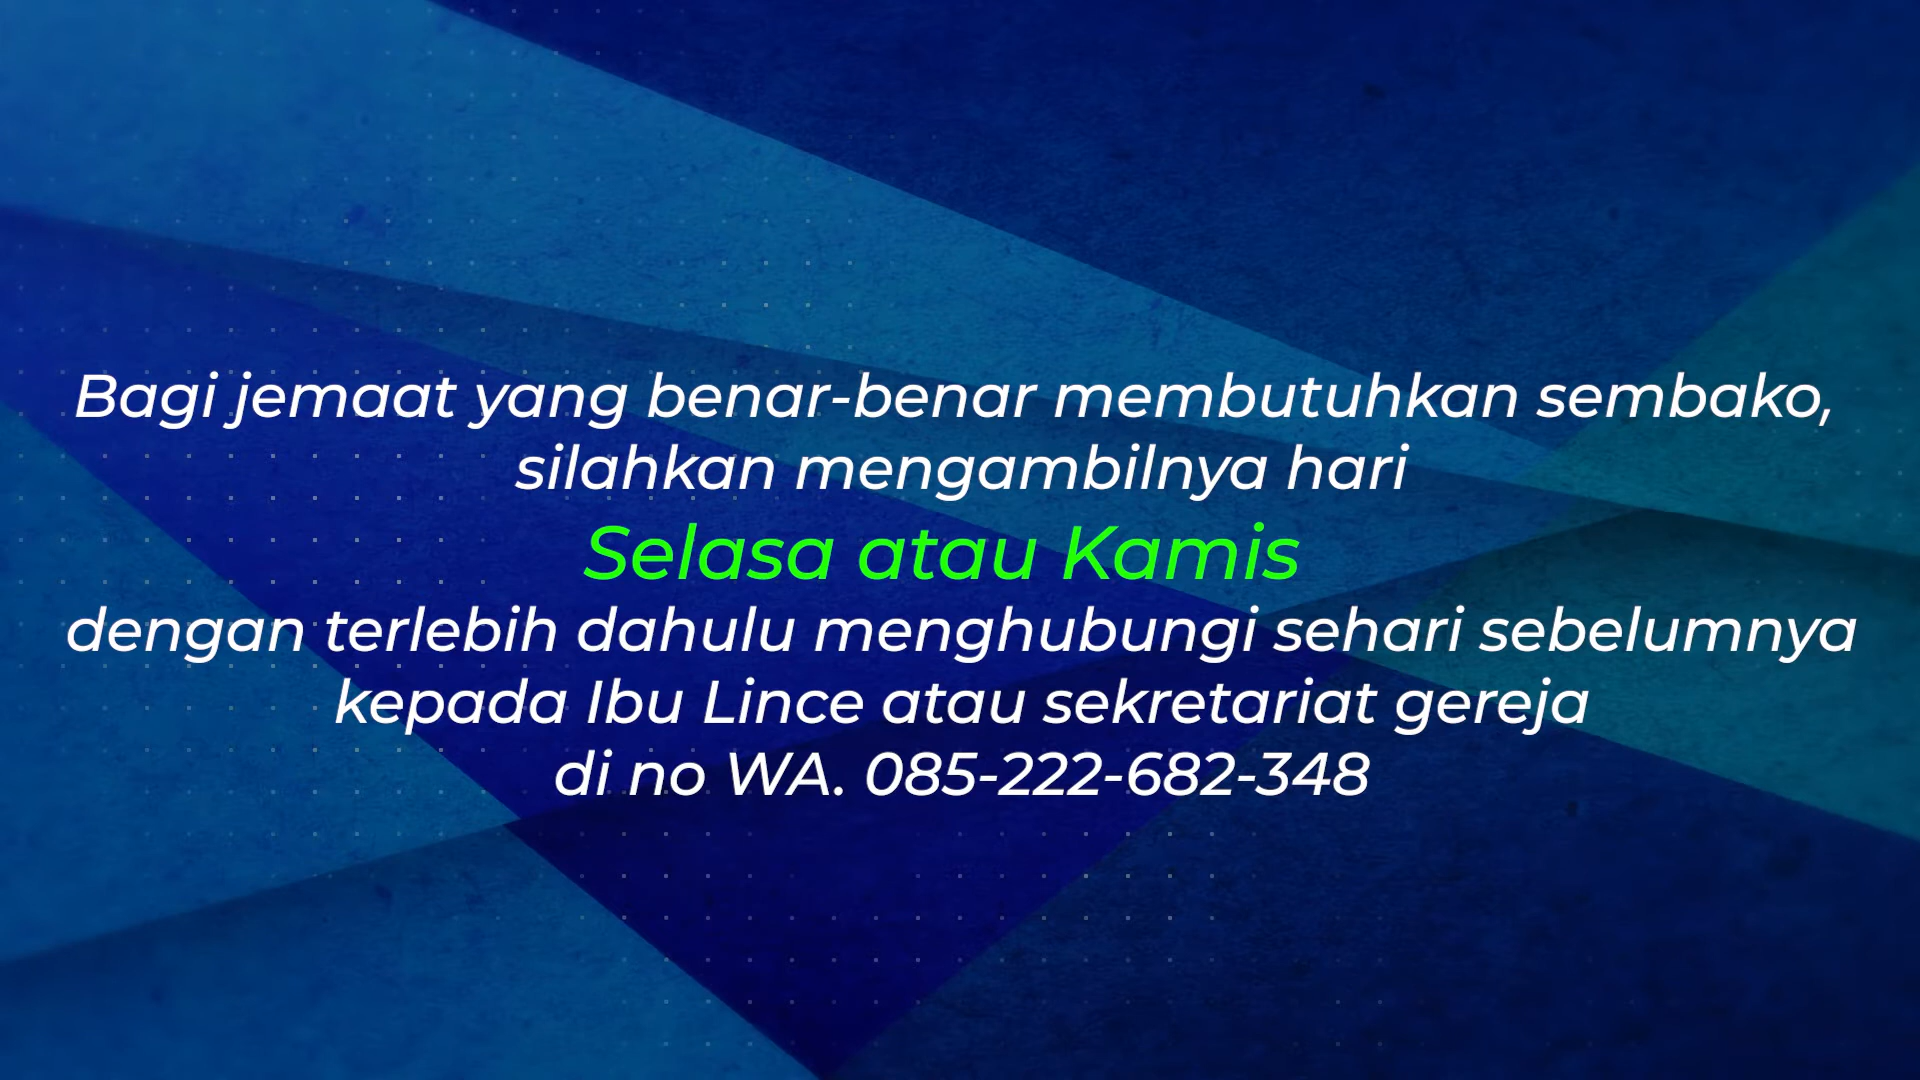 Bagi jemaat yang benar-benar membutuhkan sembako,
silahkan mengambilnya hari
Selasa atau Kamis
dengan terlebih dahulu menghubungi sehari sebelumnya
kepada Ibu Lince atau sekretariat gereja
di no WA. 085-222-682-348